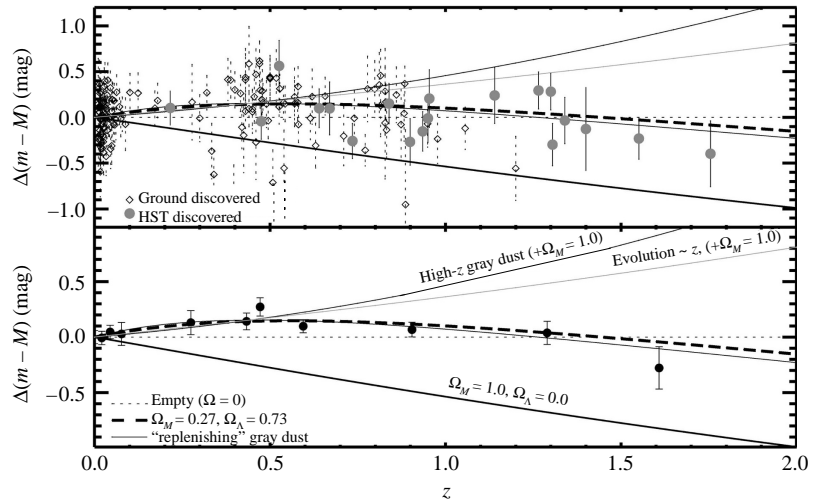 1.0
0.5
0.0
−0.5
−1.0
Δ(m − M) (mag)
Ground discovered
HST discovered
0.5
0.0
−0.5
Δ(m − M) (mag)
High-z gray dust (+Ω_M = 1.0)
Evolution ~ z, (+Ω_M = 1.0)
Ω_M = 1.0, Ω_Λ = 0.0
Empty (Ω = 0)
Ω_M = 0.27, Ω_Λ = 0.73
“replenishing” gray dust
0.0 0.5 1.0 1.5 2.0
z